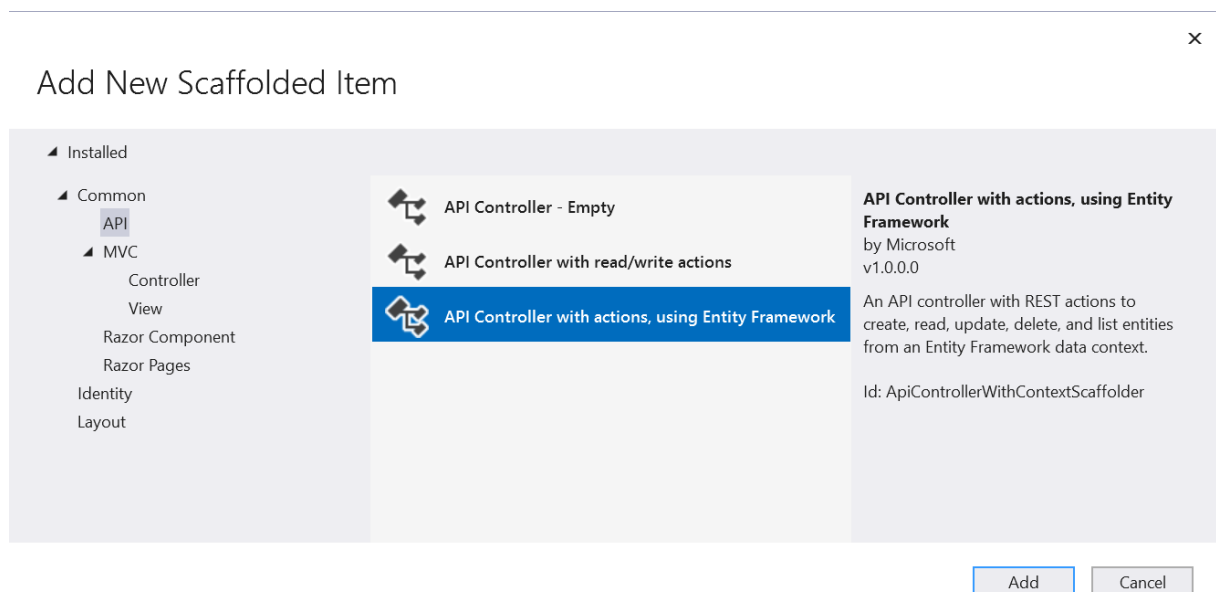 Add New Scaffolded Item
Installed
Common
API
MVC
Controller
View
Razor Component
Razor Pages
Identity
Layout
API Controller - Empty
API Controller with read/write actions
API Controller with actions, using Entity Framework
API Controller with actions, using Entity
Framework
by Microsoft
v1.0.0.0
An API controller with REST actions to
create, read, update, delete, and list entities
from an Entity Framework data context.
Id: ApiControllerWithContextScaffolder
Add
Cancel